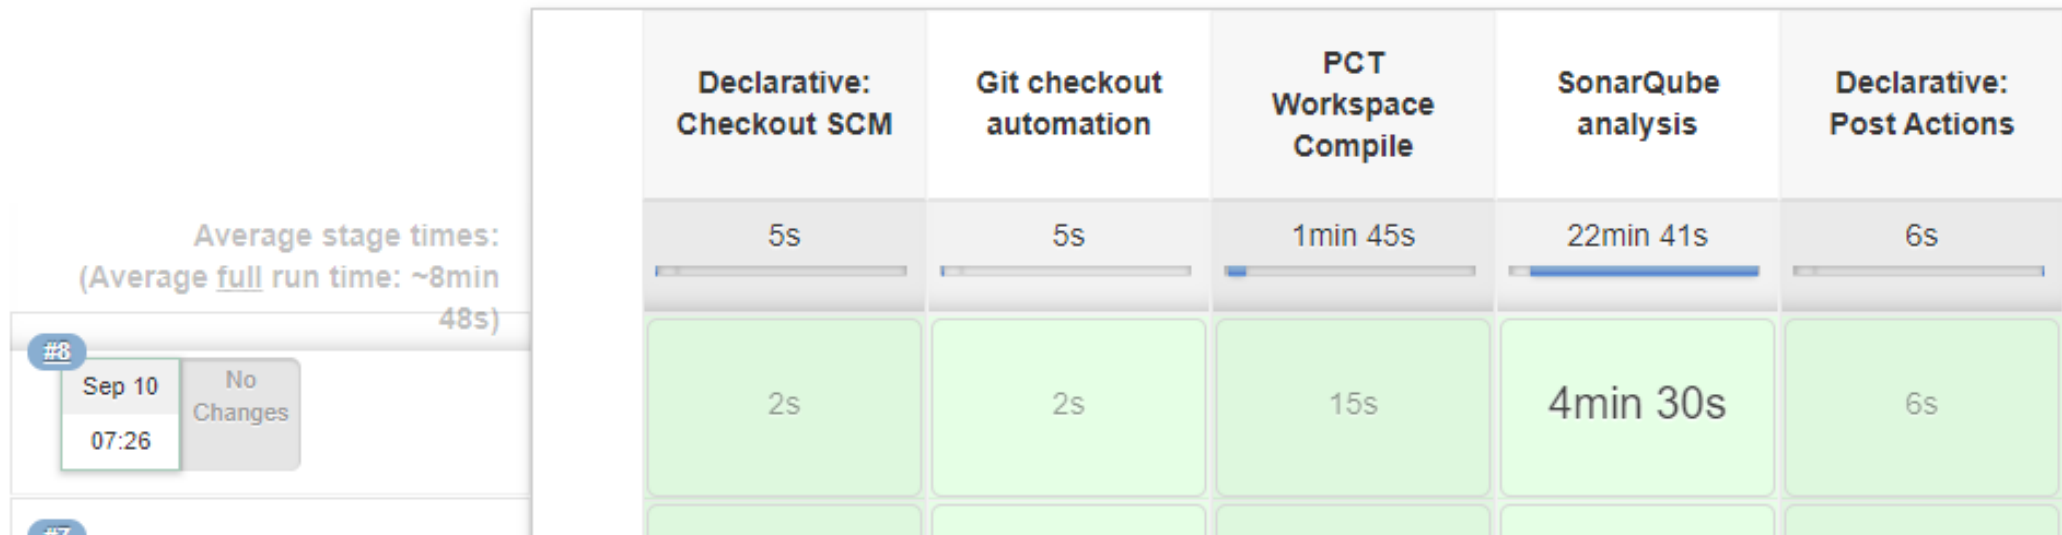 Declarative:
Checkout SCM
Git checkout
automation
PCT
Workspace
Compile
SonarQube
analysis
Declarative:
Post Actions
Average stage times:
(Average full run time: ~8min
48s)
5s
5s
1min 45s
22min 41s
6s
#8
Sep 10
07:26
No
Changes
2s
2s
15s
4min 30s
6s
#7